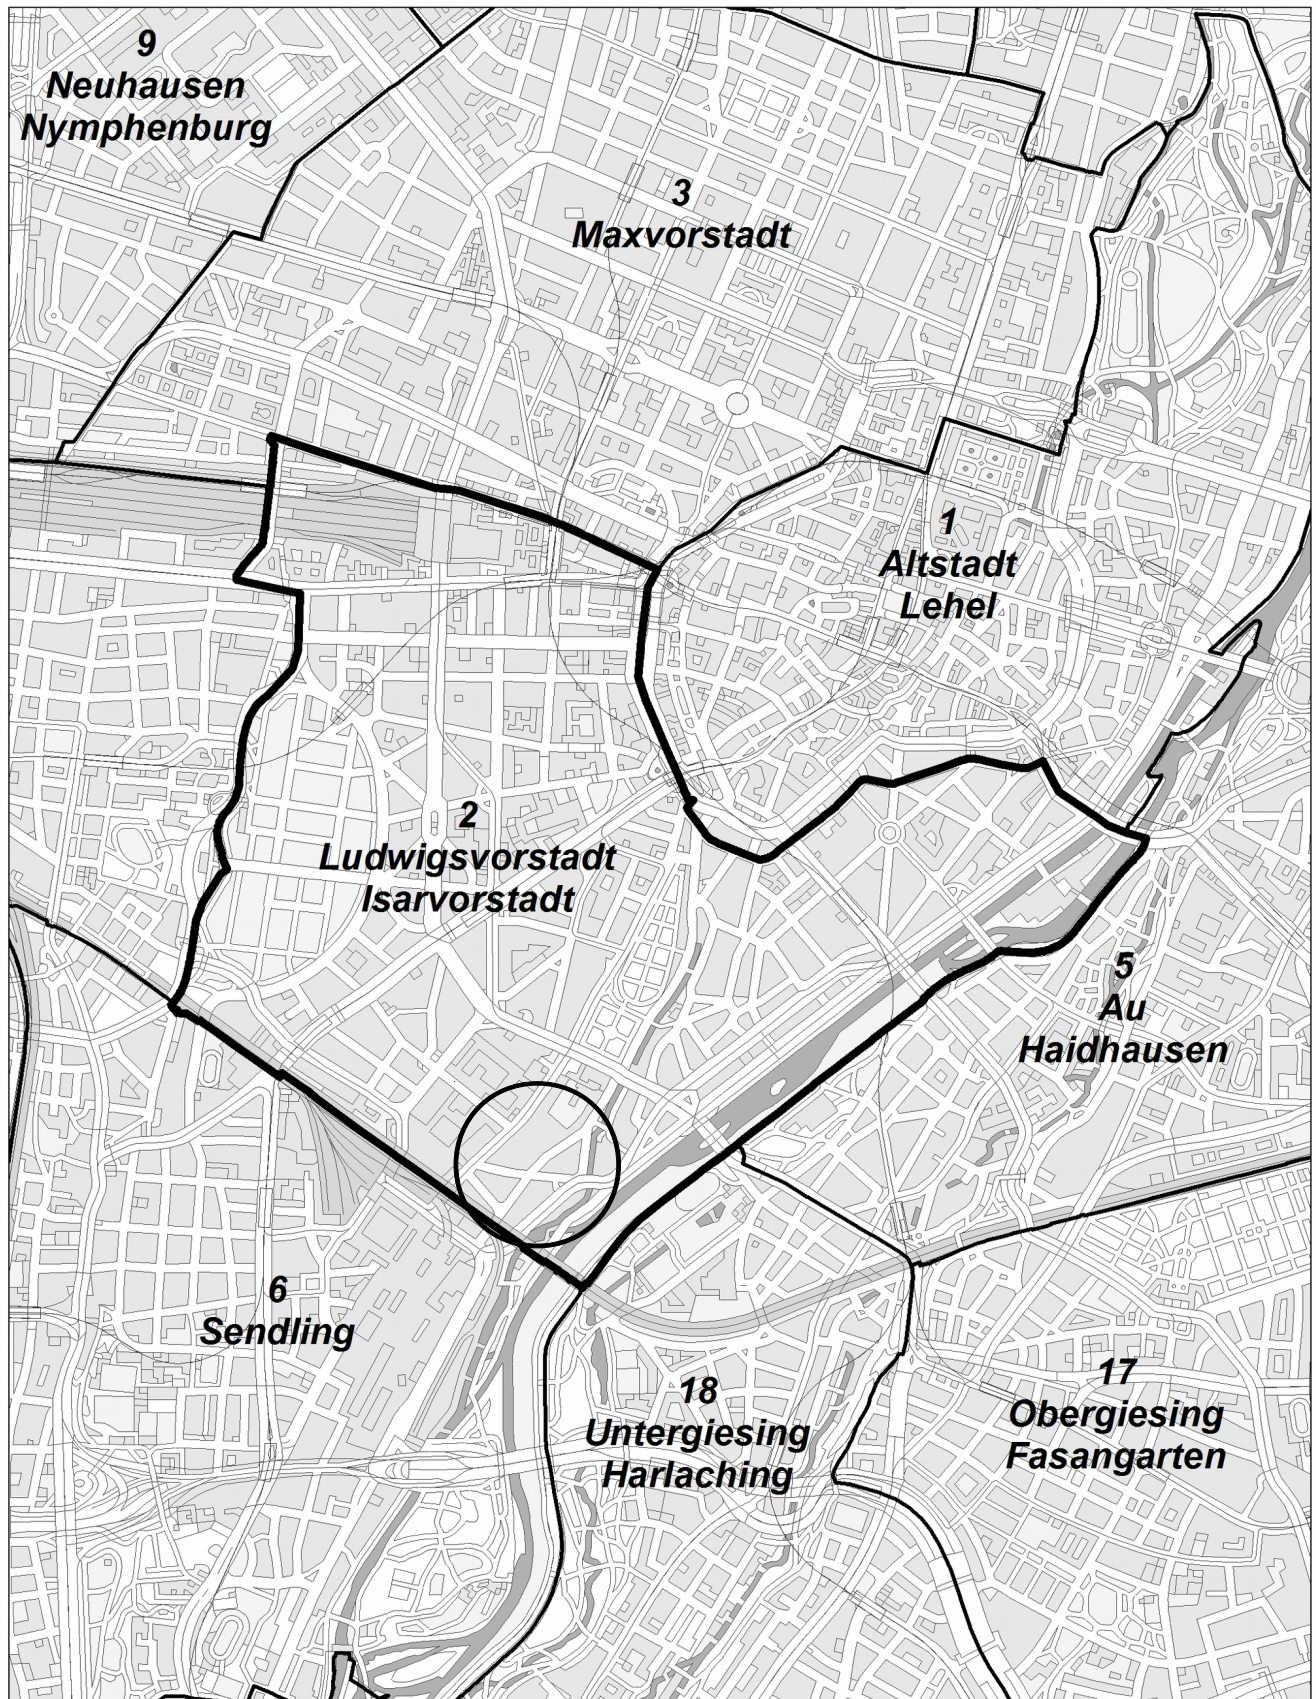 9
Neuhausen
Nymphenburg
3
Maxvorstadt
1
Altstadt
Lehel
2
Ludwigsvorstadt
Isarvorstadt
5
Au
Haidhausen
6
Sendling
18
Untergiesing
Harlaching
17
Obergiesing
Fasangarten